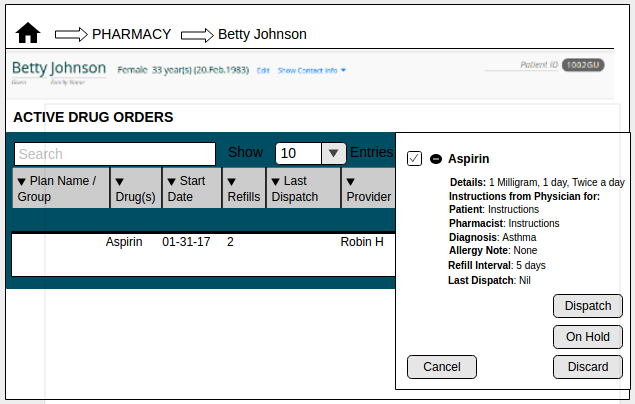 PHARMACY Betty Johnson
Betty Johnson Female 33 year(s) (20.Feb.1983) Edit Show Contact Info Patient ID 1002GU
Given Family Name
ACTIVE DRUG ORDERS
Search Show 10 Entries
Plan Name / Group Drug(s) Start Date Refills Last Dispatch Provider
Aspirin 01-31-17 2 Robin H
Aspirin
Details: 1 Milligram, 1 day, Twice a day
Instructions from Physician for:
Patient: Instructions
Pharmacist: Instructions
Diagnosis: Asthma
Allergy Note: None
Refill Interval: 5 days
Last Dispatch: Nil
Dispatch
On Hold
Cancel Discard